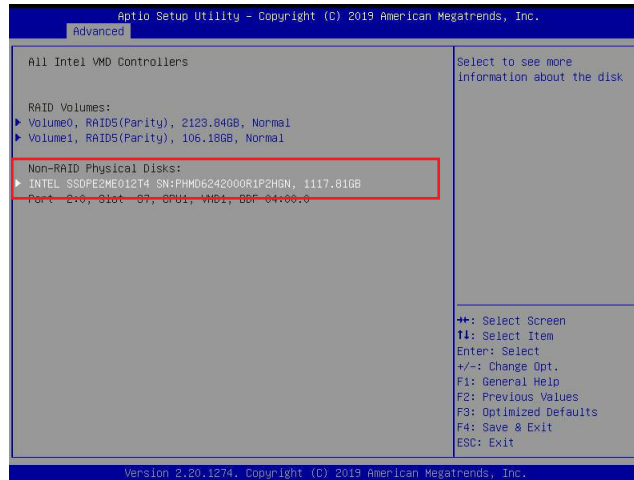 Aptio Setup Utility – Copyright (C) 2019 American Megatrends, Inc.
Advanced
All Intel VMD Controllers
RAID Volumes:
Volume0, RAID5(Parity), 2123.84GB, Normal
Volume1, RAID5(Parity), 106.18GB, Normal
Non-RAID Physical Disks:
INTEL SSDPE2ME012T4 SN:PHMD6242000R1P2HGN, 1117.81GB
Port 2:0, Slot 87, CPU1, VMD1, BDF 04:00.0
Select to see more
information about the disk
→←: Select Screen
↑↓: Select Item
Enter: Select
+/-: Change Opt.
F1: General Help
F2: Previous Values
F3: Optimized Defaults
F4: Save & Exit
ESC: Exit
Version 2.20.1274. Copyright (C) 2019 American Megatrends, Inc.